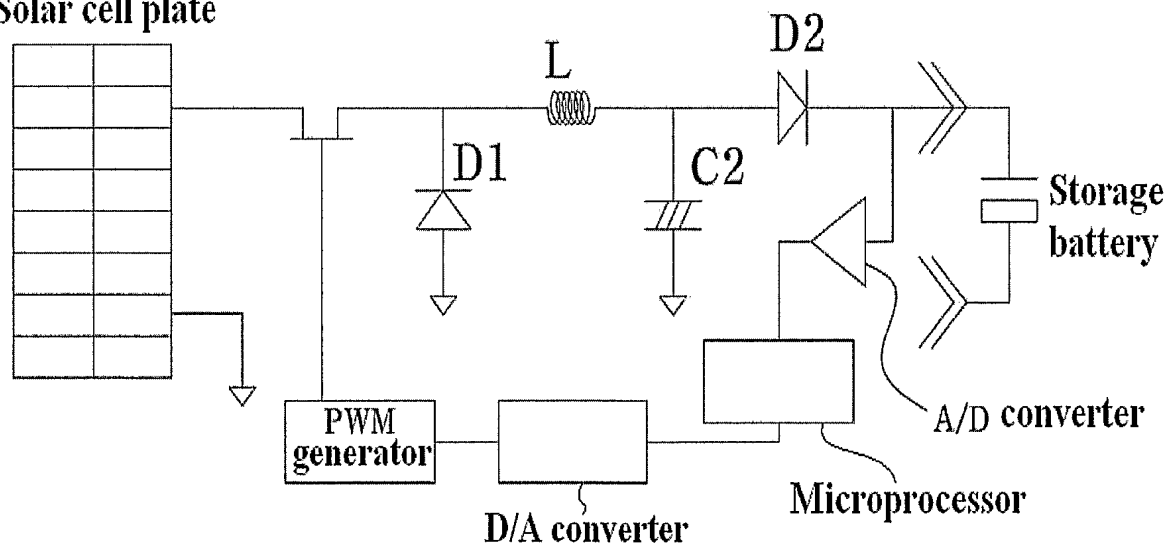 Solar cell plate
D2
L
D1
C2
Storage
battery
PWM
generator
A/D converter
Microprocessor
D/A converter